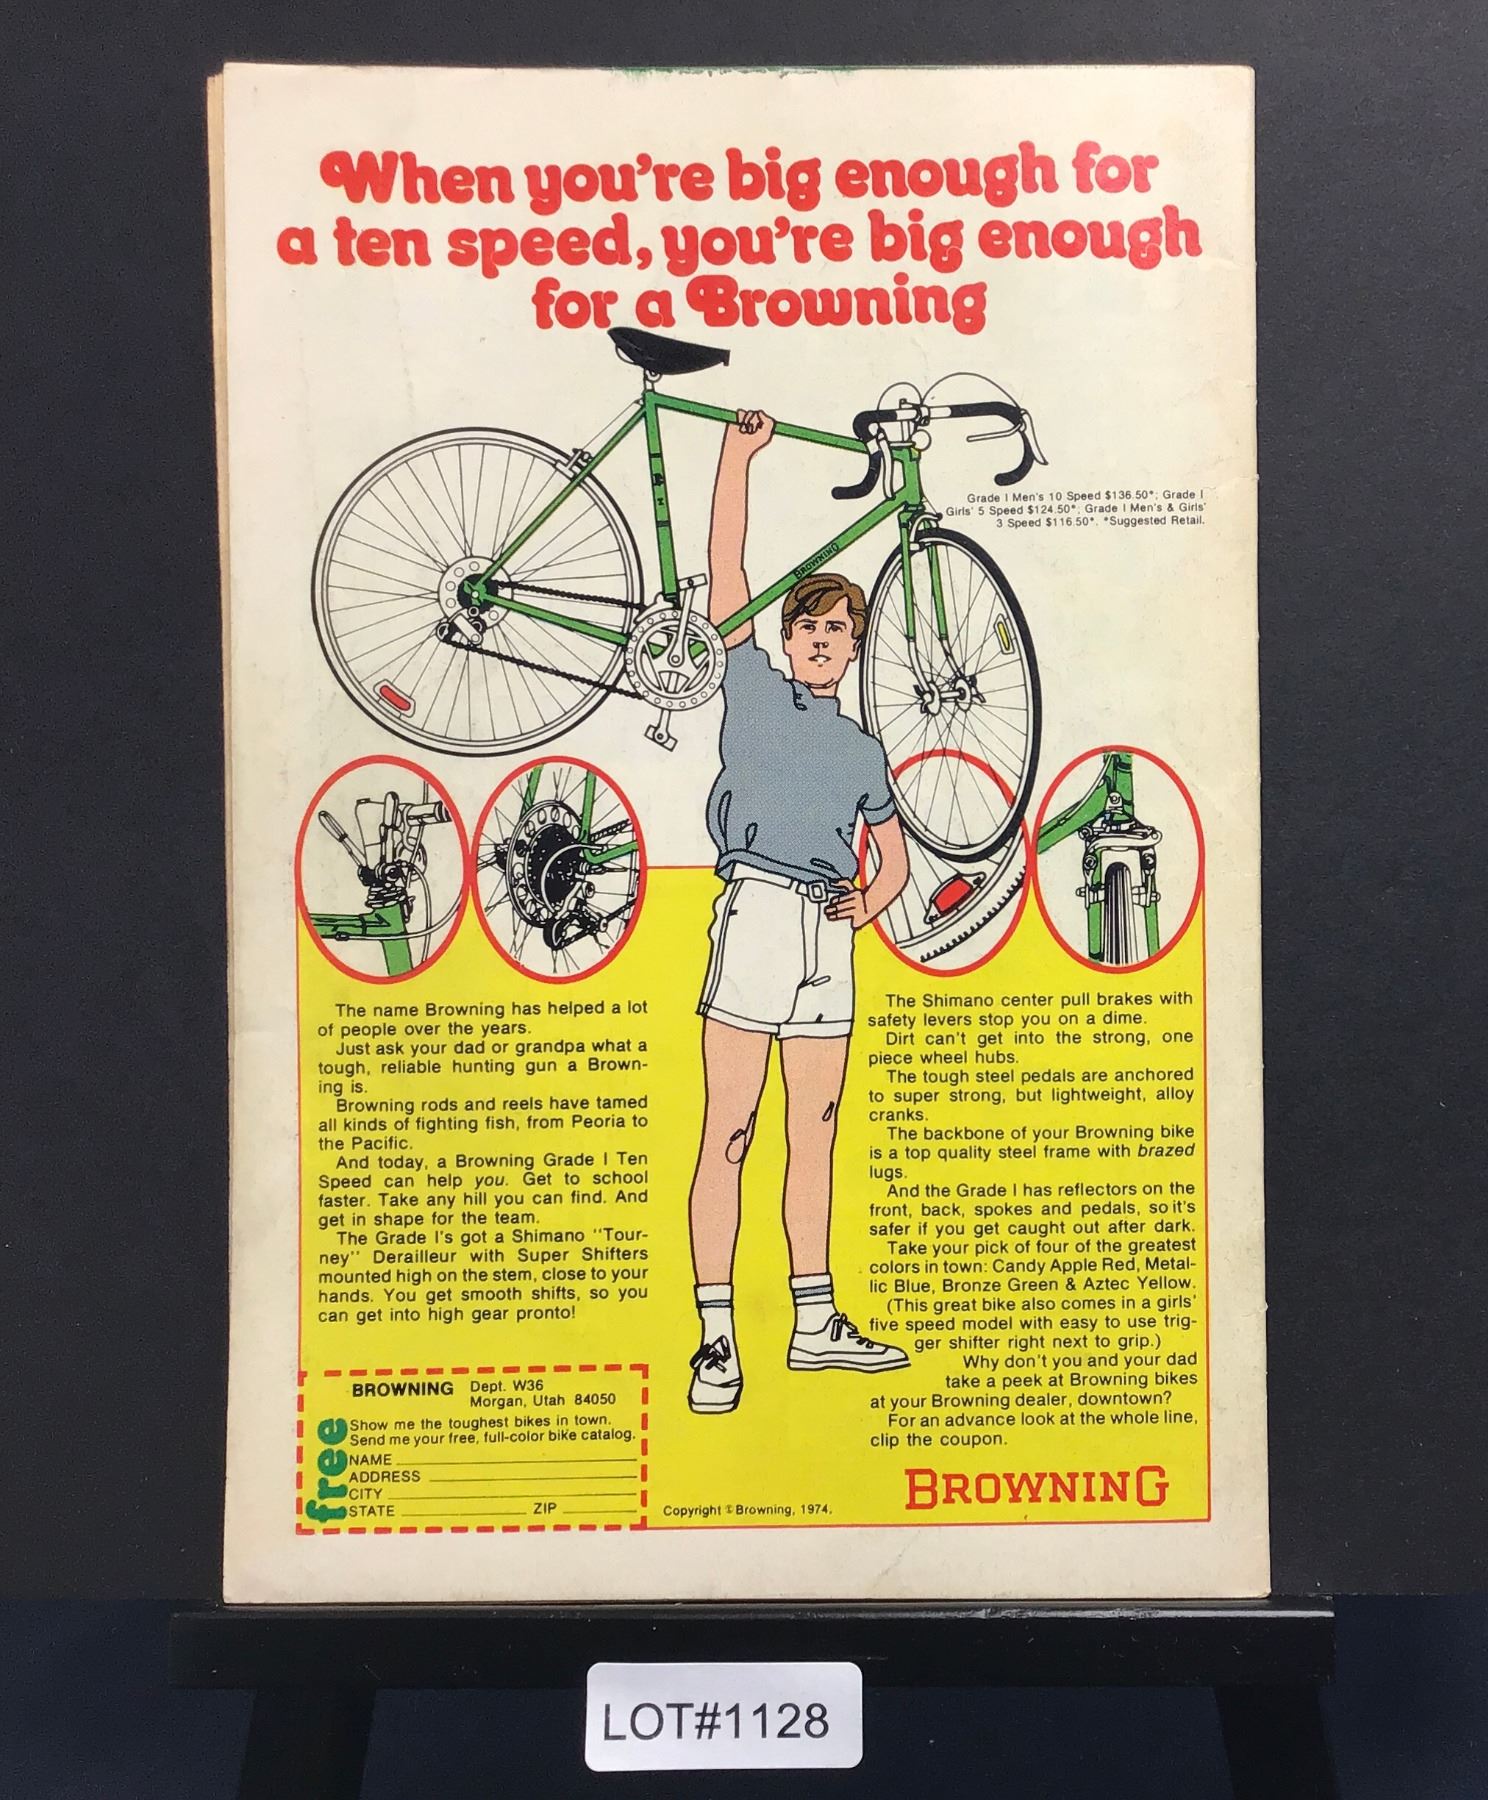 When you're big enough for
a ten speed, you're big enough
for a Browning
BROWNING
Grade I Men's 10 Speed $136.50*; Grade I
Girls' 5 Speed $124.50*; Grade I Men's & Girls'
3 Speed $116.50*. *Suggested Retail.
The name Browning has helped a lot
of people over the years.
Just ask your dad or grandpa what a
tough, reliable hunting gun a Brown-
ing is.
Browning rods and reels have tamed
all kinds of fighting fish, from Peoria to
the Pacific.
And today, a Browning Grade I Ten
Speed can help you. Get to school
faster. Take any hill you can find. And
get in shape for the team.
The Grade I's got a Shimano "Tour-
ney" Derailleur with Super Shifters
mounted high on the stem, close to your
hands. You get smooth shifts, so you
can get into high gear pronto!
The Shimano center pull brakes with
safety levers stop you on a dime.
Dirt can't get into the strong, one
piece wheel hubs.
The tough steel pedals are anchored
to super strong, but lightweight, alloy
cranks.
The backbone of your Browning bike
is a top quality steel frame with brazed
lugs.
And the Grade I has reflectors on the
front, back, spokes and pedals, so it's
safer if you get caught out after dark.
Take your pick of four of the greatest
colors in town: Candy Apple Red, Metal-
lic Blue, Bronze Green & Aztec Yellow.
(This great bike also comes in a girls'
five speed model with easy to use trig-
ger shifter right next to grip.)
Why don't you and your dad
take a peek at Browning bikes
at your Browning dealer, downtown?
For an advance look at the whole line,
clip the coupon.
BROWNING
BROWNING Dept. W36
Morgan, Utah 84050
free
Show me the toughest bikes in town.
Send me your free, full-color bike catalog.
NAME
ADDRESS
CITY
STATE ZIP
Copyright © Browning, 1974.
LOT#1128